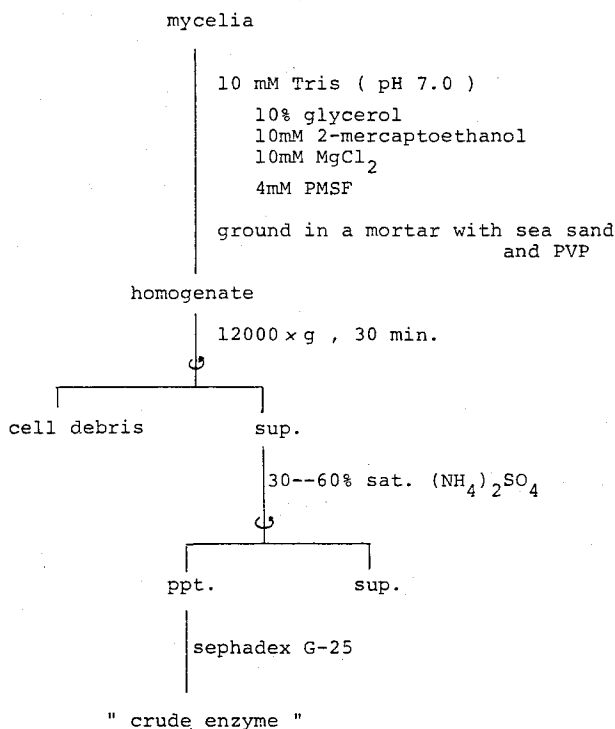 mycelia
10 mM Tris ( pH 7.0 )
10% glycerol
10mM 2-mercaptoethanol
10mM MgCl2
4mM PMSF
ground in a mortar with sea sand
and PVP
homogenate
12000 × g , 30 min.
cell debris
sup.
30--60% sat. (NH4)2SO4
ppt.
sup.
sephadex G-25
" crude enzyme "